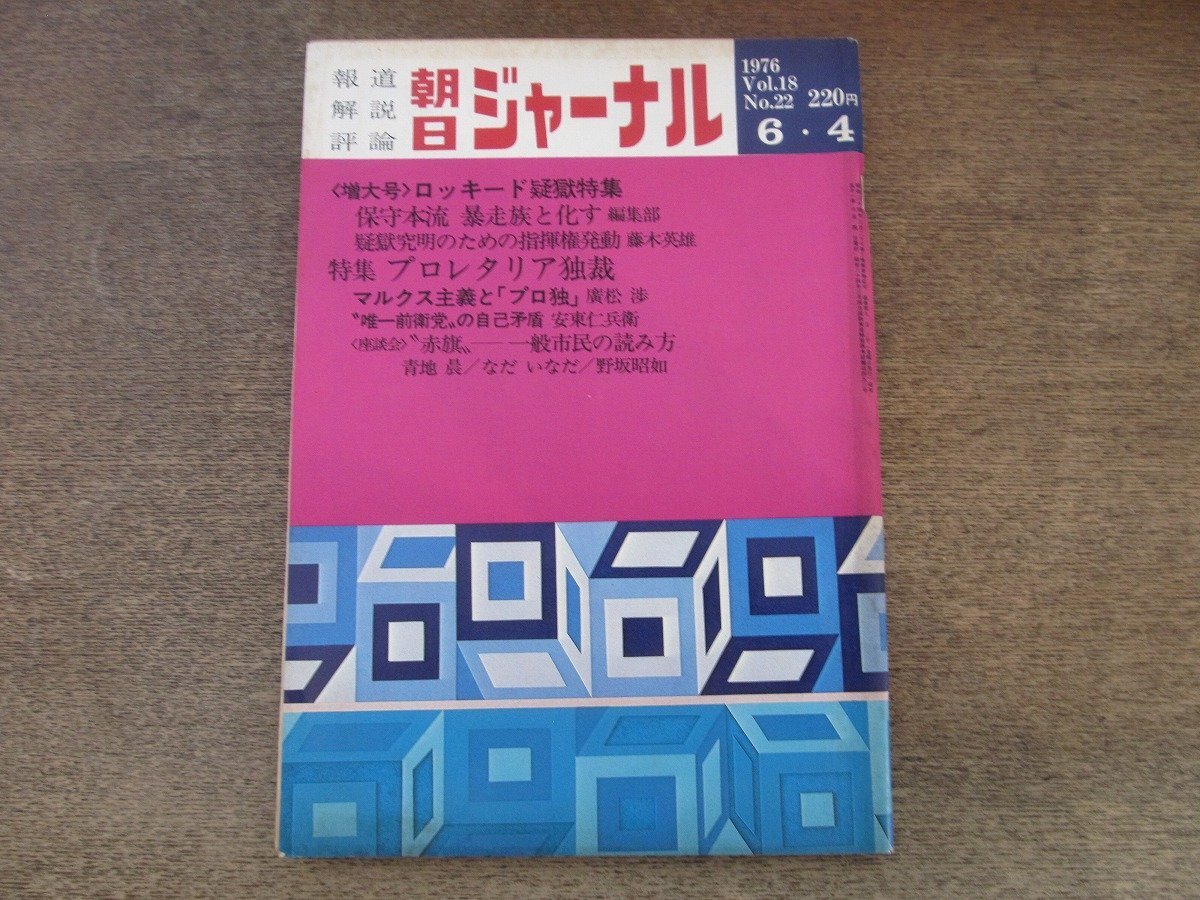 報道
解説
評論
朝日ジャーナル
1976
Vol.18
No.22 220円
6・4
〈増大号〉ロッキード疑獄特集
保守本流 暴走族と化す 編集部
疑獄究明のための指揮権発動 藤木英雄
特集 プロレタリア独裁
マルクス主義と「プロ独」廣松 渉
〝唯一前衛党〟の自己矛盾 安東仁兵衛
〈座談会〉〝赤旗〟──一般市民の読み方
青地 晨／なだ いなだ／野坂昭如